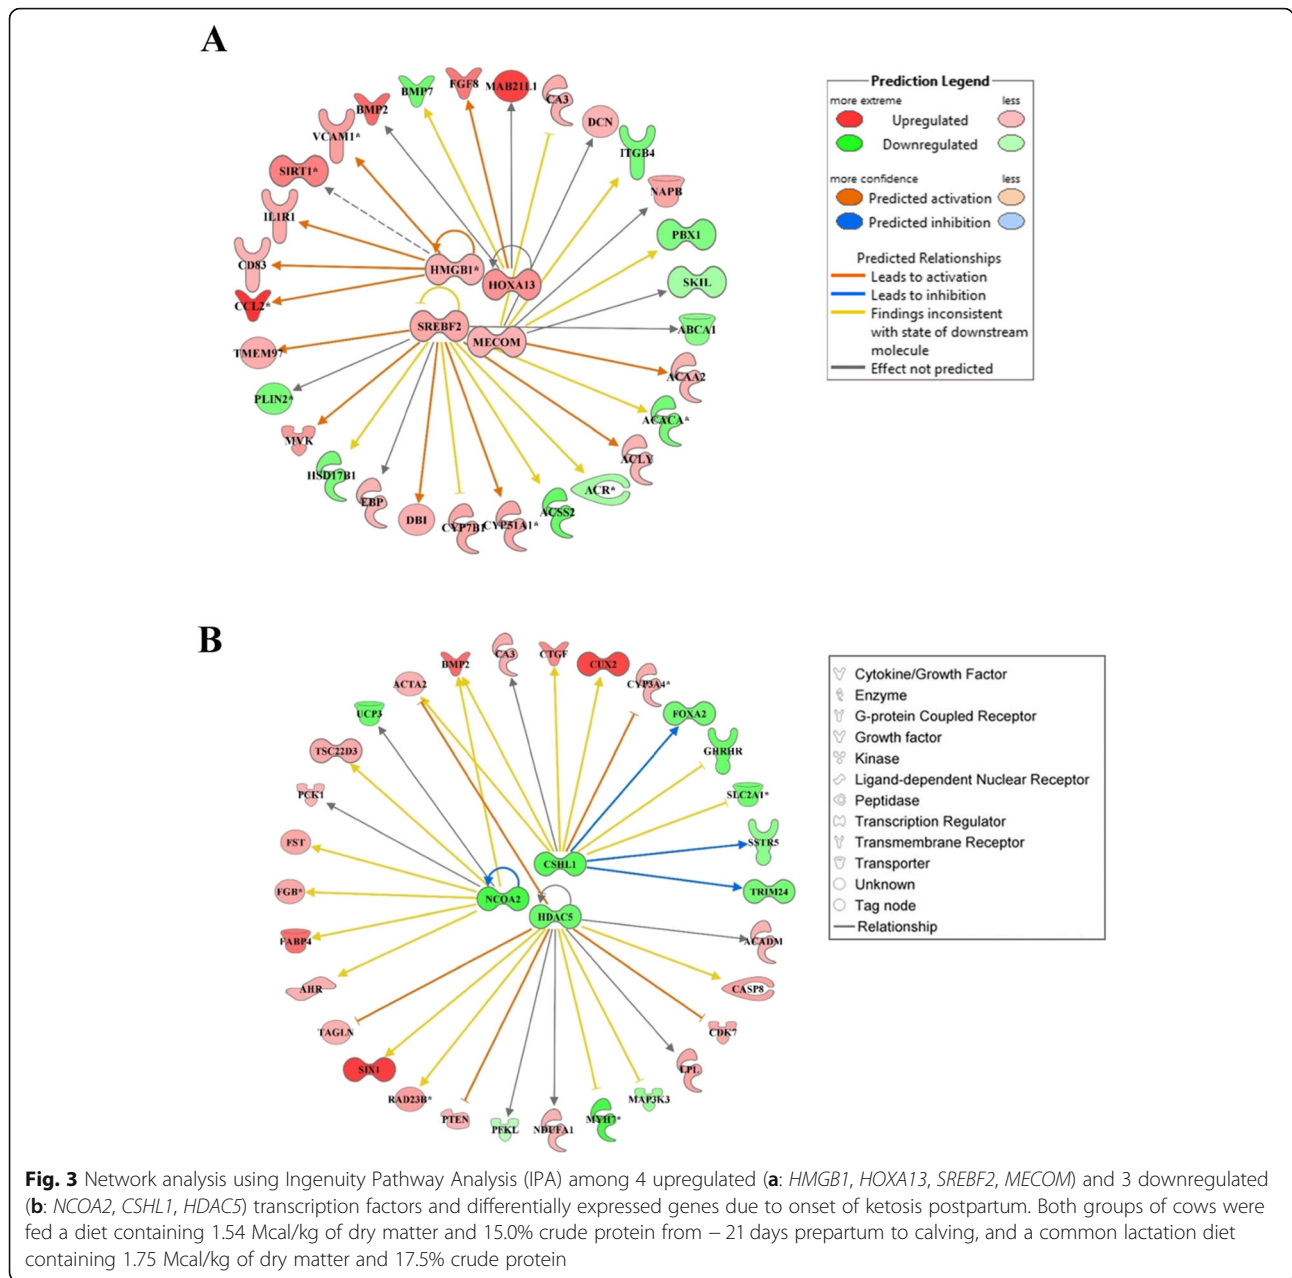 A
BMP7
FGF8
MAB21L1
CA3
BMP2
DCN
VCAM1*
ITGB4
SIRT1*
NAPB
IL1R1
PBX1
CD83
HMGB1*
HOXA13
SKIL
CCL2*
SREBF2
MECOM
ABCA1
TMEM97
ACAA2
PLIN2*
ACACA*
MVK
ACLY
HSD17B1
ACR*
EBP
DBI
CYP7B1
CYP51A1*
ACSS2
Prediction Legend
more extreme less
Upregulated
Downregulated
more confidence less
Predicted activation
Predicted inhibition
Predicted Relationships
Leads to activation
Leads to inhibition
Findings inconsistent
with state of downstream
molecule
Effect not predicted
B
BMP2
CA3
CTGF
CUX2
ACTA2
CYP3A4*
UCP3
FOXA2
TSC22D3
GHRHR
PCK1
SLC2A1*
FST
SSTR5
CSHL1
FGB*
NCOA2
TRIM24
HDAC5
FABP4
ACADM
AHR
CASP8
TAGLN
CDK7
SIX1
LPL
RAD23B*
MAP3K3
PTEN
PFKL
NDUFA1
MYH7*
Cytokine/Growth Factor
Enzyme
G-protein Coupled Receptor
Growth factor
Kinase
Ligand-dependent Nuclear Receptor
Peptidase
Transcription Regulator
Transmembrane Receptor
Transporter
Unknown
Tag node
Relationship
Fig. 3 Network analysis using Ingenuity Pathway Analysis (IPA) among 4 upregulated (a: HMGB1, HOXA13, SREBF2, MECOM) and 3 downregulated
(b: NCOA2, CSHL1, HDAC5) transcription factors and differentially expressed genes due to onset of ketosis postpartum. Both groups of cows were
fed a diet containing 1.54 Mcal/kg of dry matter and 15.0% crude protein from − 21 days prepartum to calving, and a common lactation diet
containing 1.75 Mcal/kg of dry matter and 17.5% crude protein